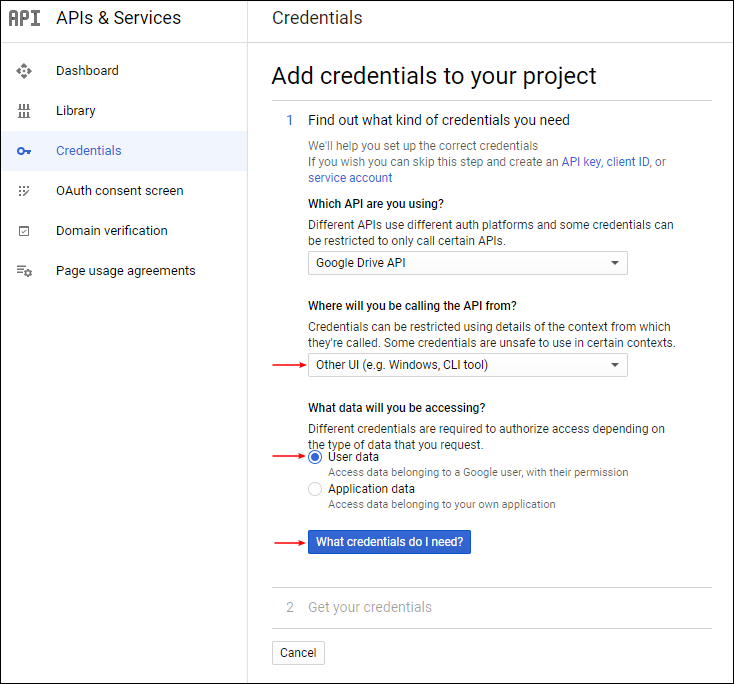 API APIs & Services
Credentials
Dashboard
Library
Credentials
OAuth consent screen
Domain verification
Page usage agreements
Add credentials to your project
1 Find out what kind of credentials you need
We'll help you set up the correct credentials
If you wish you can skip this step and create an API key, client ID, or
service account
Which API are you using?
Different APIs use different auth platforms and some credentials can
be restricted to only call certain APIs.
Google Drive API
Where will you be calling the API from?
Credentials can be restricted using details of the context from which
they're called. Some credentials are unsafe to use in certain contexts.
Other UI (e.g. Windows, CLI tool)
What data will you be accessing?
Different credentials are required to authorize access depending on
the type of data that you request.
User data
Access data belonging to a Google user, with their permission
Application data
Access data belonging to your own application
What credentials do I need?
2 Get your credentials
Cancel